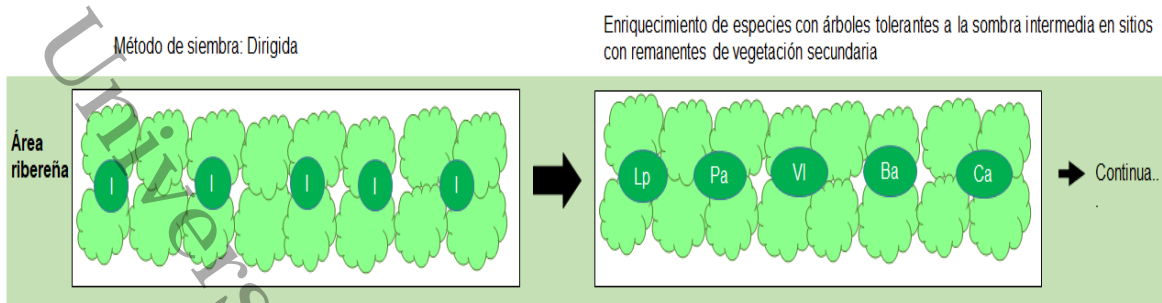 Método de siembra: Dirigida
Enriquecimiento de especies con árboles tolerantes a la sombra intermedia en sitios
con remanentes de vegetación secundaria
Área
ribereña
I I I I I
Lp Pa Vl Ba Ca
Continua..
.
Univers